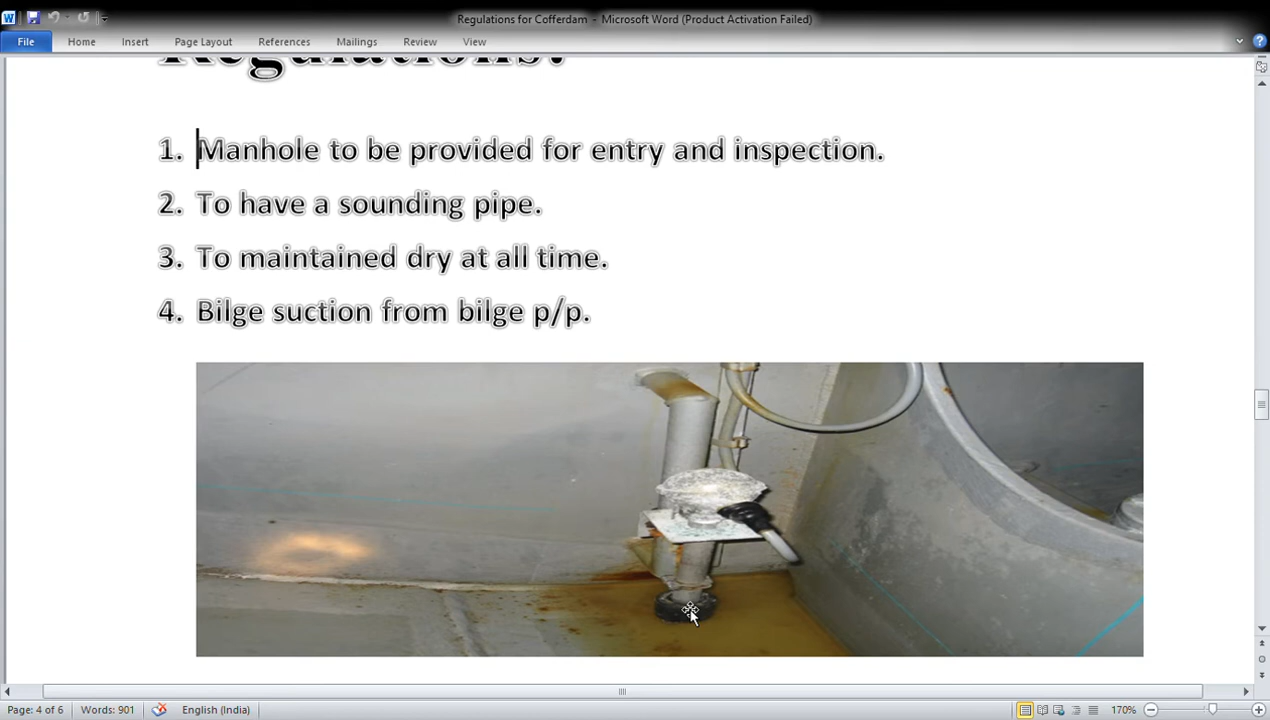 Regulations for Cofferdam - Microsoft Word (Product Activation Failed)
File Home Insert Page Layout References Mailings Review View
Regulations:
1. Manhole to be provided for entry and inspection.
2. To have a sounding pipe.
3. To maintained dry at all time.
4. Bilge suction from bilge p/p.
Page: 4 of 6 Words: 901 English (India) 170%